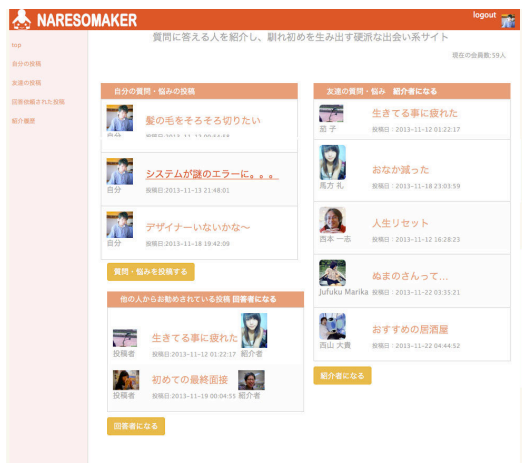 NARESOMAKER
logout
質問に答える人を紹介し、馴れ初めを生み出す硬派な出会い系サイト
現在の会員数:59人
top
自分の投稿
友達の投稿
回答依頼された投稿
紹介履歴
自分の質問・悩みの投稿
髪の毛をそろそろ切りたい
自分
システムが謎のエラーに。。。
自分 投稿日:2013-11-13 21:48:01
デザイナーいないかな〜
自分 投稿日:2013-11-18 19:42:09
質問・悩みを投稿する
他の人からお勧めされている投稿 回答者になる
生きてる事に疲れた
投稿者 投稿日:2013-11-12 01:22:17 紹介者
初めての最終面接
投稿者 投稿日:2013-11-19 00:04:55 紹介者
回答者になる
友達の質問・悩み 紹介者になる
生きてる事に疲れた
茄 子 投稿日:2013-11-12 01:22:17
おなか減った
馬方 礼 投稿日:2013-11-18 23:03:59
人生リセット
西本 一志 投稿日:2013-11-12 16:28:23
ぬまのさんって...
Jufuku Marika 投稿日:2013-11-22 03:35:21
おすすめの居酒屋
西山 大貴 投稿日:2013-11-22 04:44:52
紹介者になる